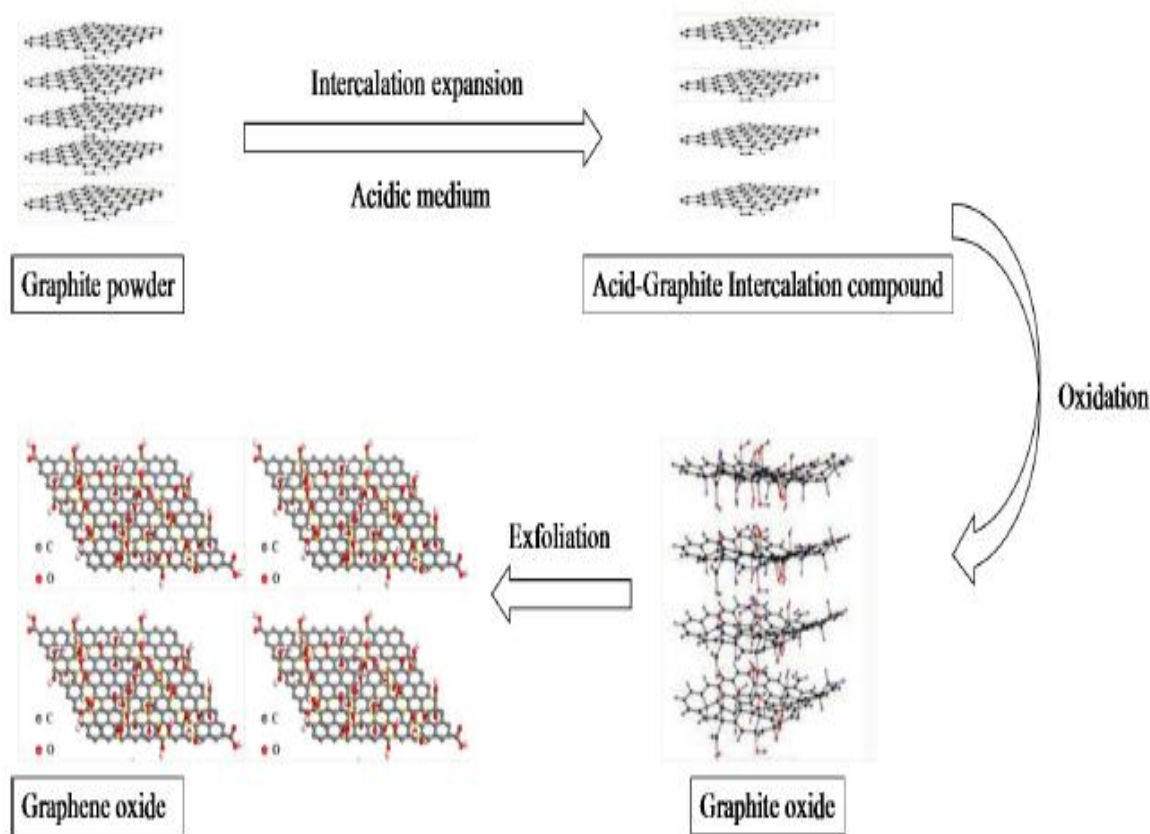 Intercalation expansion
Acidic medium
Graphite powder
Acid-Graphite Intercalation compound
Oxidation
Exfoliation
C
O
C
O
C
O
C
O
Graphene oxide
Graphite oxide